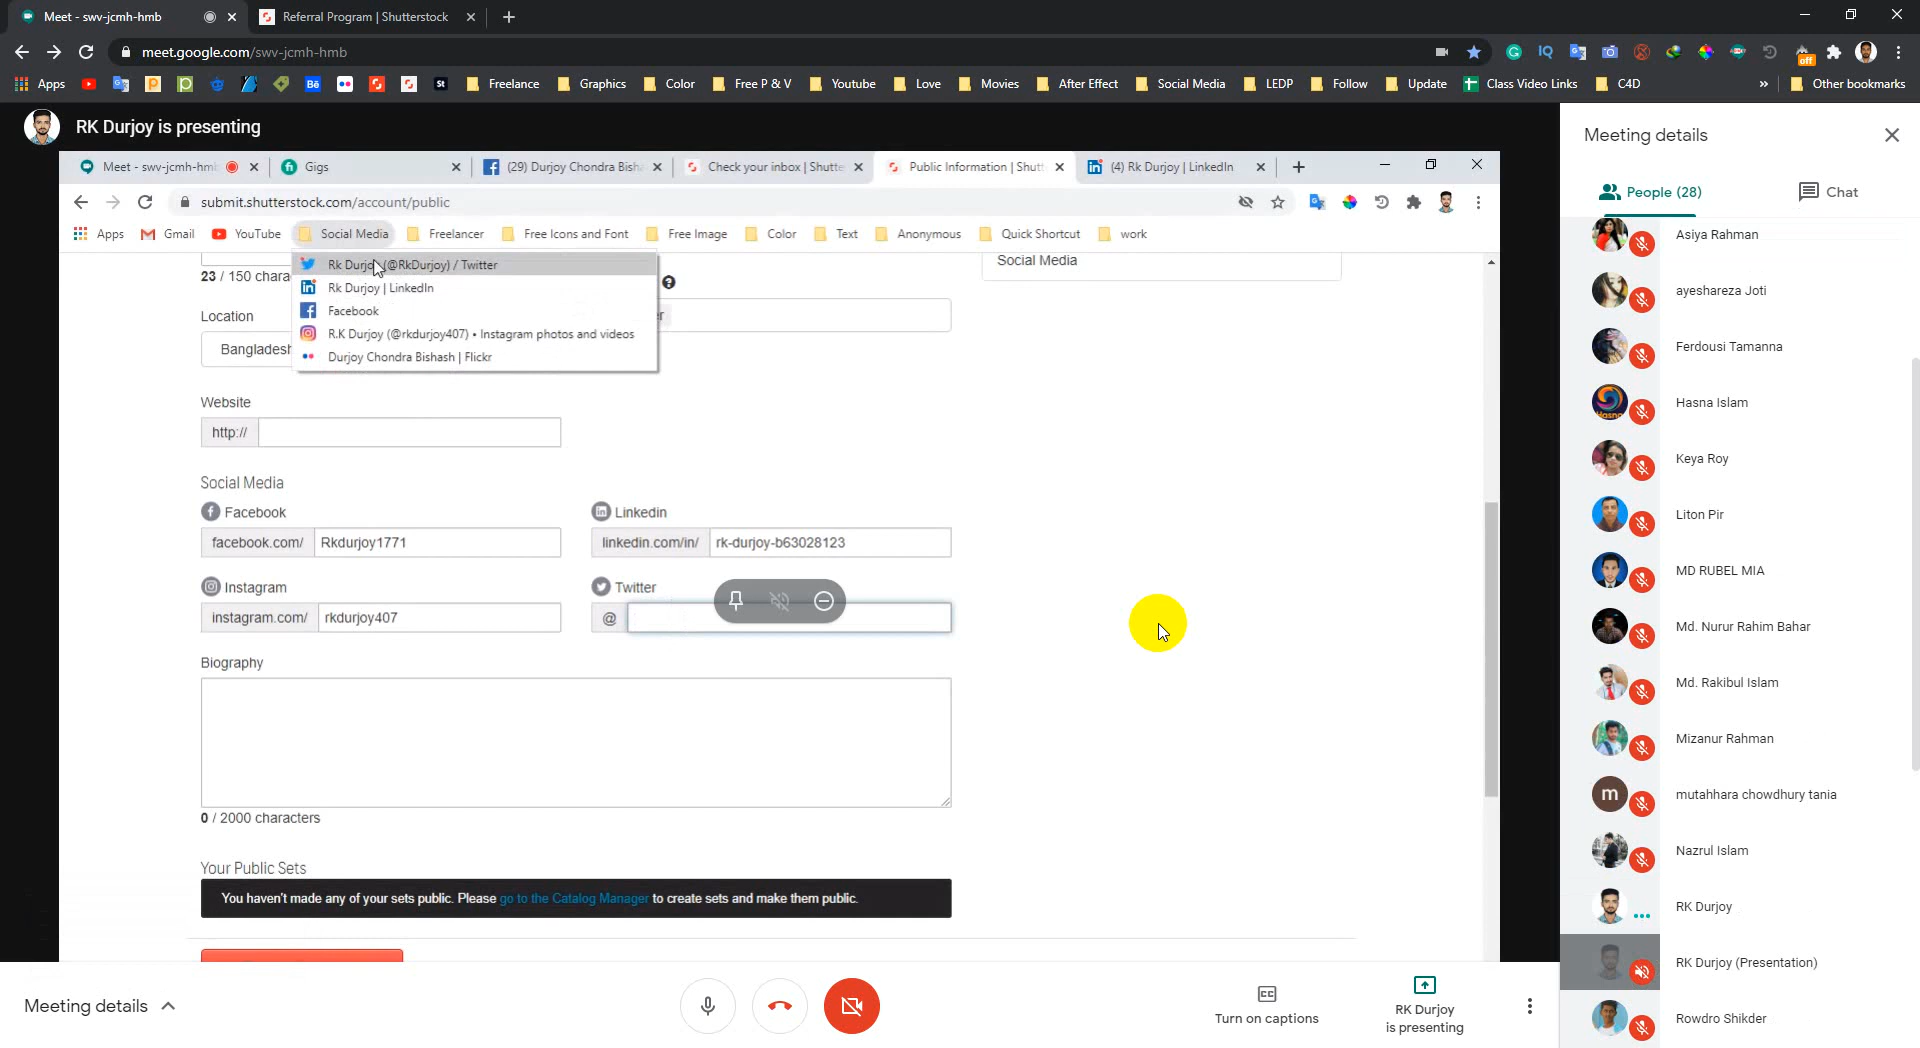 Meet - swv-jcmh-hmb
Referral Program | Shutterstock
meet.google.com/swv-jcmh-hmb
off
Apps
Bē
St
Freelance
Graphics
Color
Free P & V
Youtube
Love
Movies
After Effect
Social Media
LEDP
Follow
Update
Class Video Links
C4D
»
Other bookmarks
RK Durjoy is presenting
Meet - swv-jcmh-hmb
Gigs
(29) Durjoy Chondra Bish
Check your inbox | Shutte
Public Information | Shut
(4) Rk Durjoy | LinkedIn
submit.shutterstock.com/account/public
Apps
Gmail
YouTube
Social Media
Freelancer
Free Icons and Font
Free Image
Color
Text
Anonymous
Quick Shortcut
work
Rk Durjoy (@RkDurjoy) / Twitter
Rk Durjoy | LinkedIn
Facebook
R.K Durjoy (@rkdurjoy407) • Instagram photos and videos
Durjoy Chondra Bishash | Flickr
23 / 150 chara
Social Media
Location
Bangladesh
Website
http://
Social Media
Facebook
facebook.com/ Rkdurjoy1771
Linkedin
linkedin.com/in/ rk-durjoy-b63028123
Instagram
instagram.com/ rkdurjoy407
Twitter
@
Biography
0 / 2000 characters
Your Public Sets
You haven't made any of your sets public. Please go to the Catalog Manager to create sets and make them public.
Meeting details
People (28)
Chat
Asiya Rahman
ayeshareza Joti
Ferdousi Tamanna
Hasna Islam
Keya Roy
Liton Pir
MD RUBEL MIA
Md. Nurur Rahim Bahar
Md. Rakibul Islam
Mizanur Rahman
m
mutahhara chowdhury tania
Nazrul Islam
RK Durjoy
RK Durjoy (Presentation)
Rowdro Shikder
Meeting details
Turn on captions
RK Durjoy
is presenting